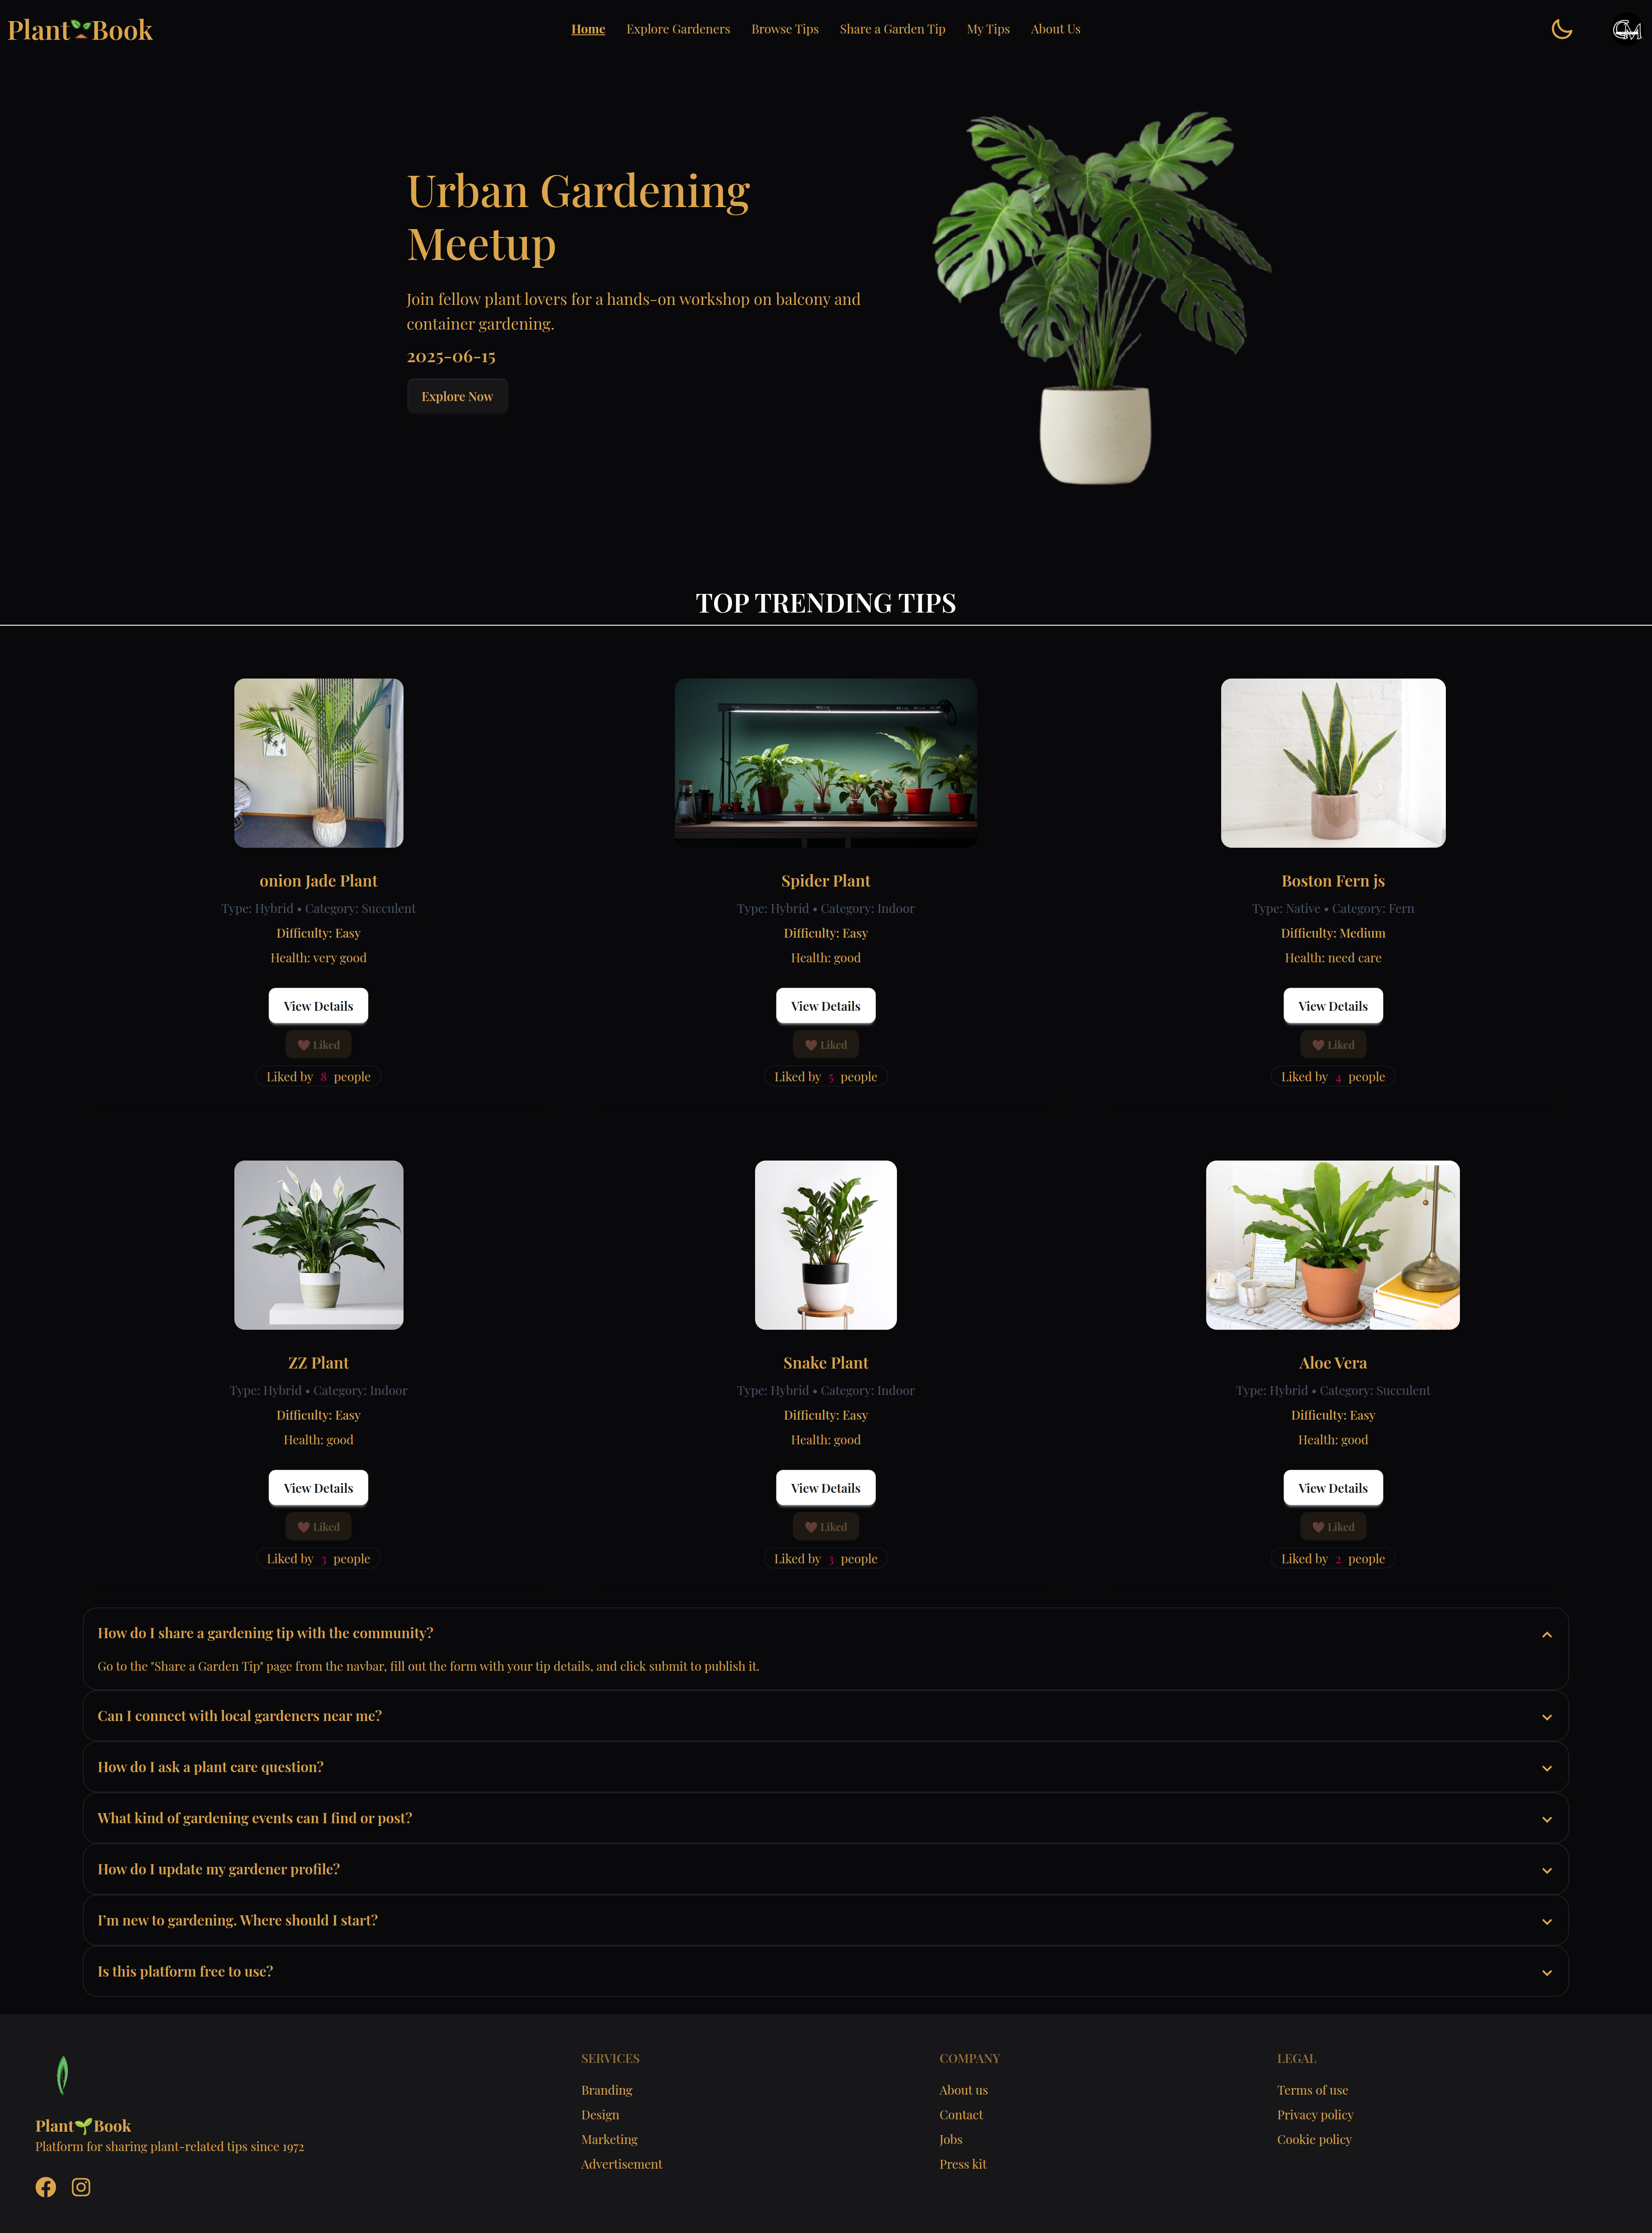 Plant🌱Book
Home Explore Gardeners Browse Tips Share a Garden Tip My Tips About Us
Urban Gardening
Meetup
Join fellow plant lovers for a hands-on workshop on balcony and
container gardening.
2025-06-15
Explore Now
TOP TRENDING TIPS
onion Jade Plant
Type: Hybrid • Category: Succulent
Difficulty: Easy
Health: very good
View Details
❤️ Liked
Liked by 8 people
Spider Plant
Type: Hybrid • Category: Indoor
Difficulty: Easy
Health: good
View Details
❤️ Liked
Liked by 5 people
Boston Fern js
Type: Native • Category: Fern
Difficulty: Medium
Health: need care
View Details
❤️ Liked
Liked by 4 people
ZZ Plant
Type: Hybrid • Category: Indoor
Difficulty: Easy
Health: good
View Details
❤️ Liked
Liked by 3 people
Snake Plant
Type: Hybrid • Category: Indoor
Difficulty: Easy
Health: good
View Details
❤️ Liked
Liked by 3 people
Aloe Vera
Type: Hybrid • Category: Succulent
Difficulty: Easy
Health: good
View Details
❤️ Liked
Liked by 2 people
How do I share a gardening tip with the community?
Go to the "Share a Garden Tip" page from the navbar, fill out the form with your tip details, and click submit to publish it.
Can I connect with local gardeners near me?
How do I ask a plant care question?
What kind of gardening events can I find or post?
How do I update my gardener profile?
I'm new to gardening. Where should I start?
Is this platform free to use?
Plant🌱Book
Platform for sharing plant-related tips since 1972
SERVICES
Branding
Design
Marketing
Advertisement
COMPANY
About us
Contact
Jobs
Press kit
LEGAL
Terms of use
Privacy policy
Cookie policy